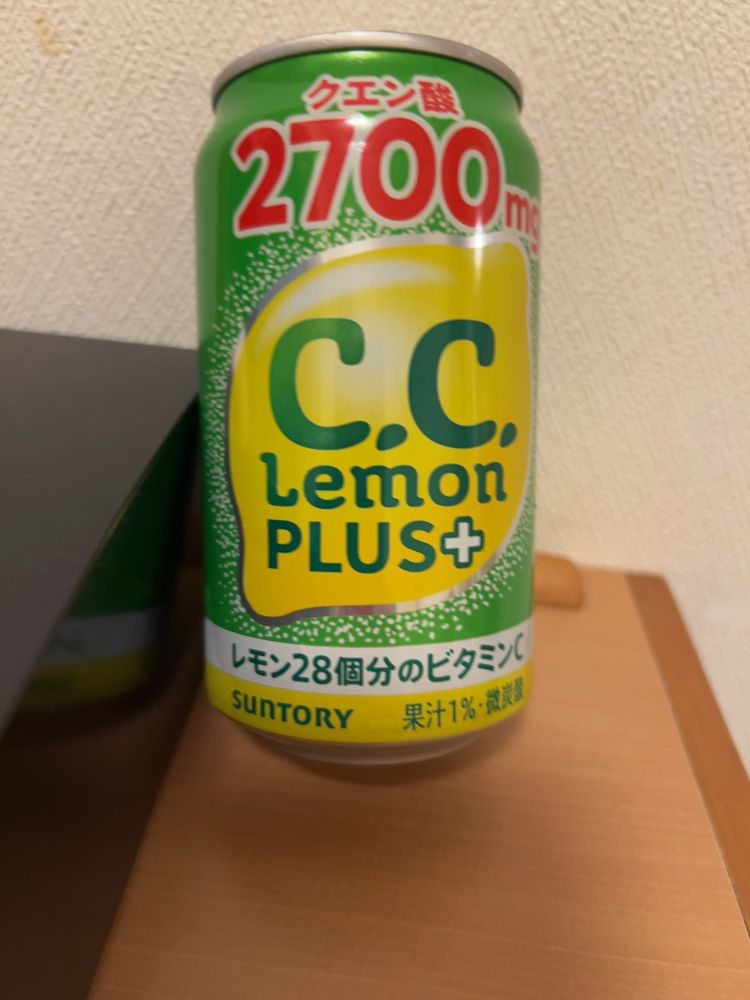 クエン酸
2700mg
C.C.
Lemon
PLUS+
レモン28個分のビタミンC
SUNTORY 果汁1%・微炭酸